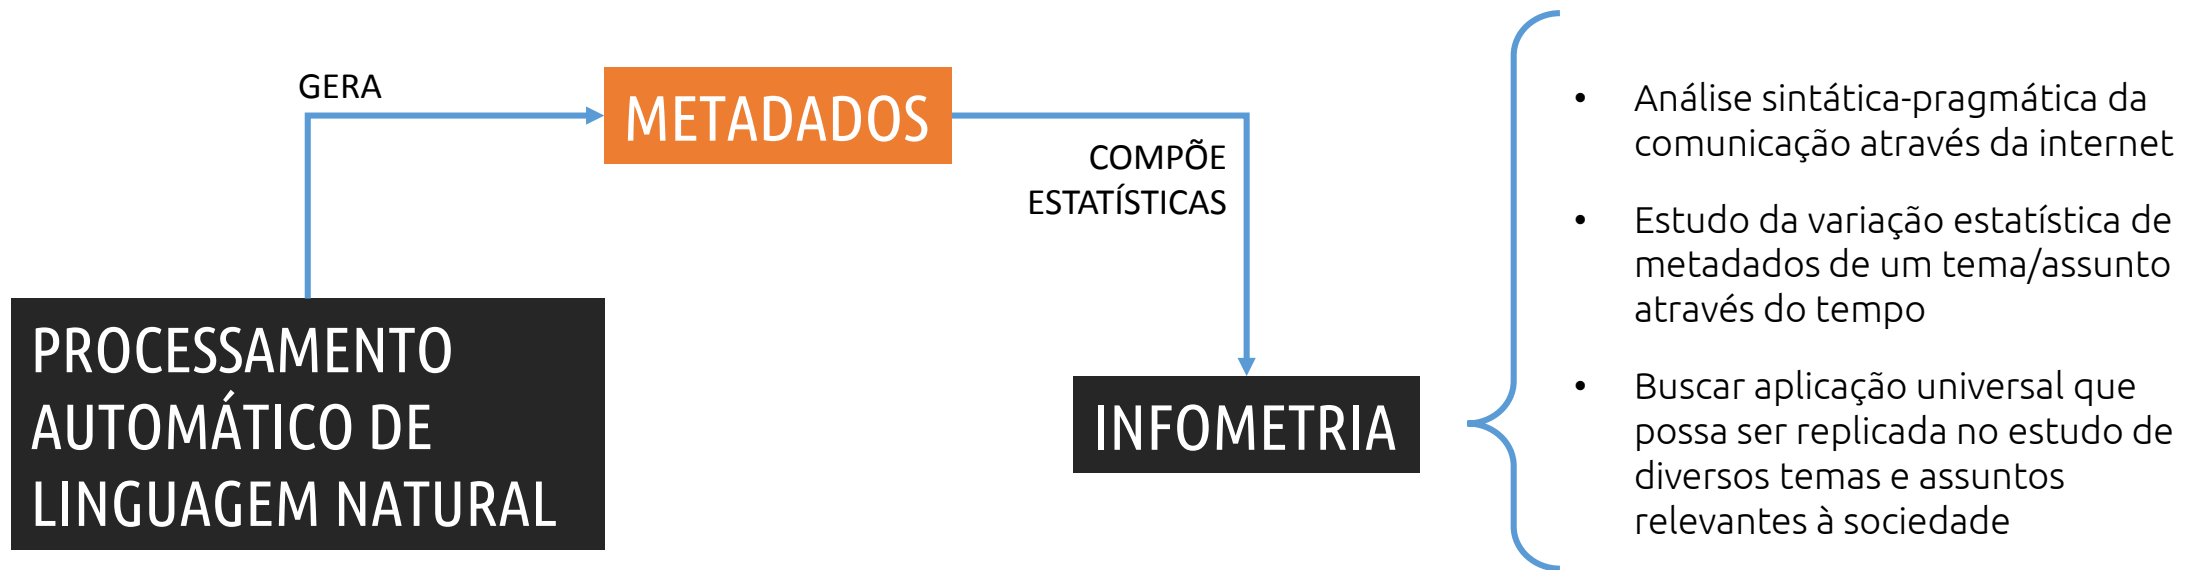 GERA
METADADOS
COMPÕE
ESTATÍSTICAS
PROCESSAMENTO
AUTOMÁTICO DE
LINGUAGEM NATURAL
INFOMETRIA
• Análise sintática-pragmática da
comunicação através da internet
• Estudo da variação estatística de
metadados de um tema/assunto
através do tempo
• Buscar aplicação universal que
possa ser replicada no estudo de
diversos temas e assuntos
relevantes à sociedade